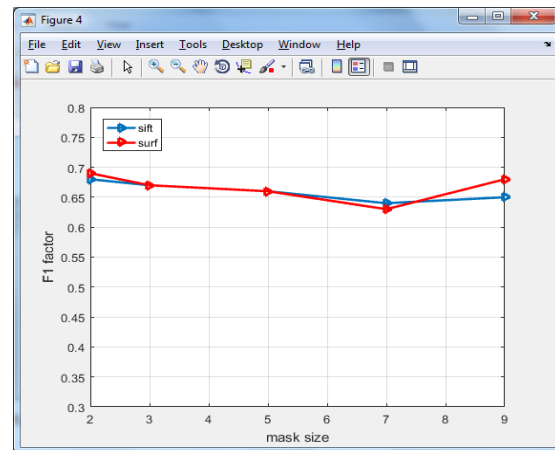 Figure 4
File Edit View Insert Tools Desktop Window Help
0.8
0.75
0.7
0.65
0.6
0.55
0.5
0.45
0.4
0.35
0.3
F1 factor
sift
surf
2 3 4 5 6 7 8 9
mask size